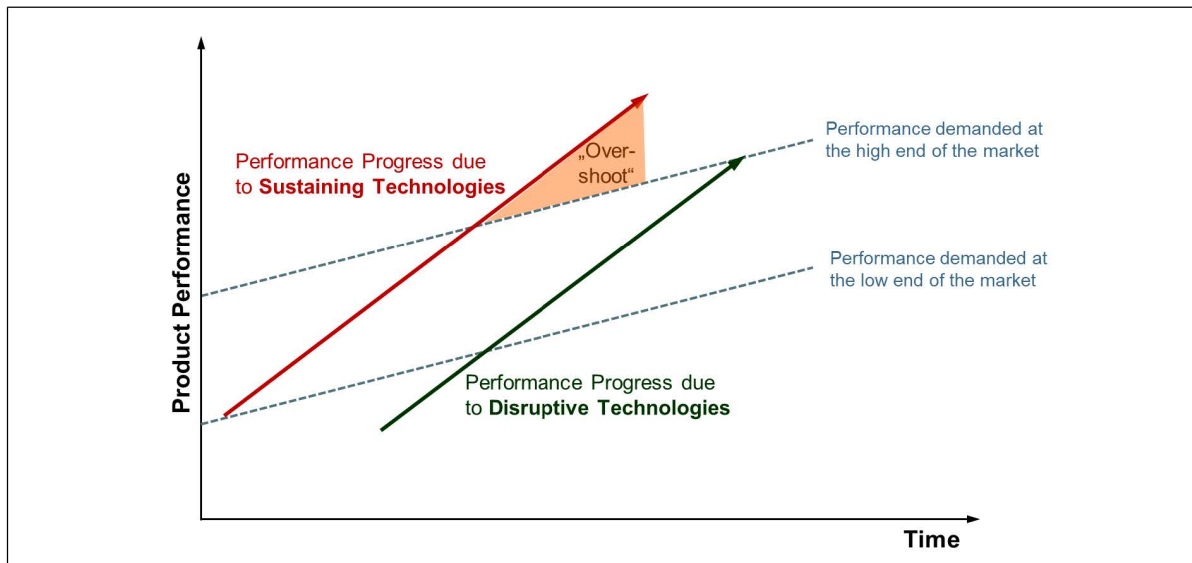 Product Performance
Performance Progress due
to Sustaining Technologies
„Over-
shoot“
Performance demanded at
the high end of the market
Performance demanded at
the low end of the market
Performance Progress due
to Disruptive Technologies
Time